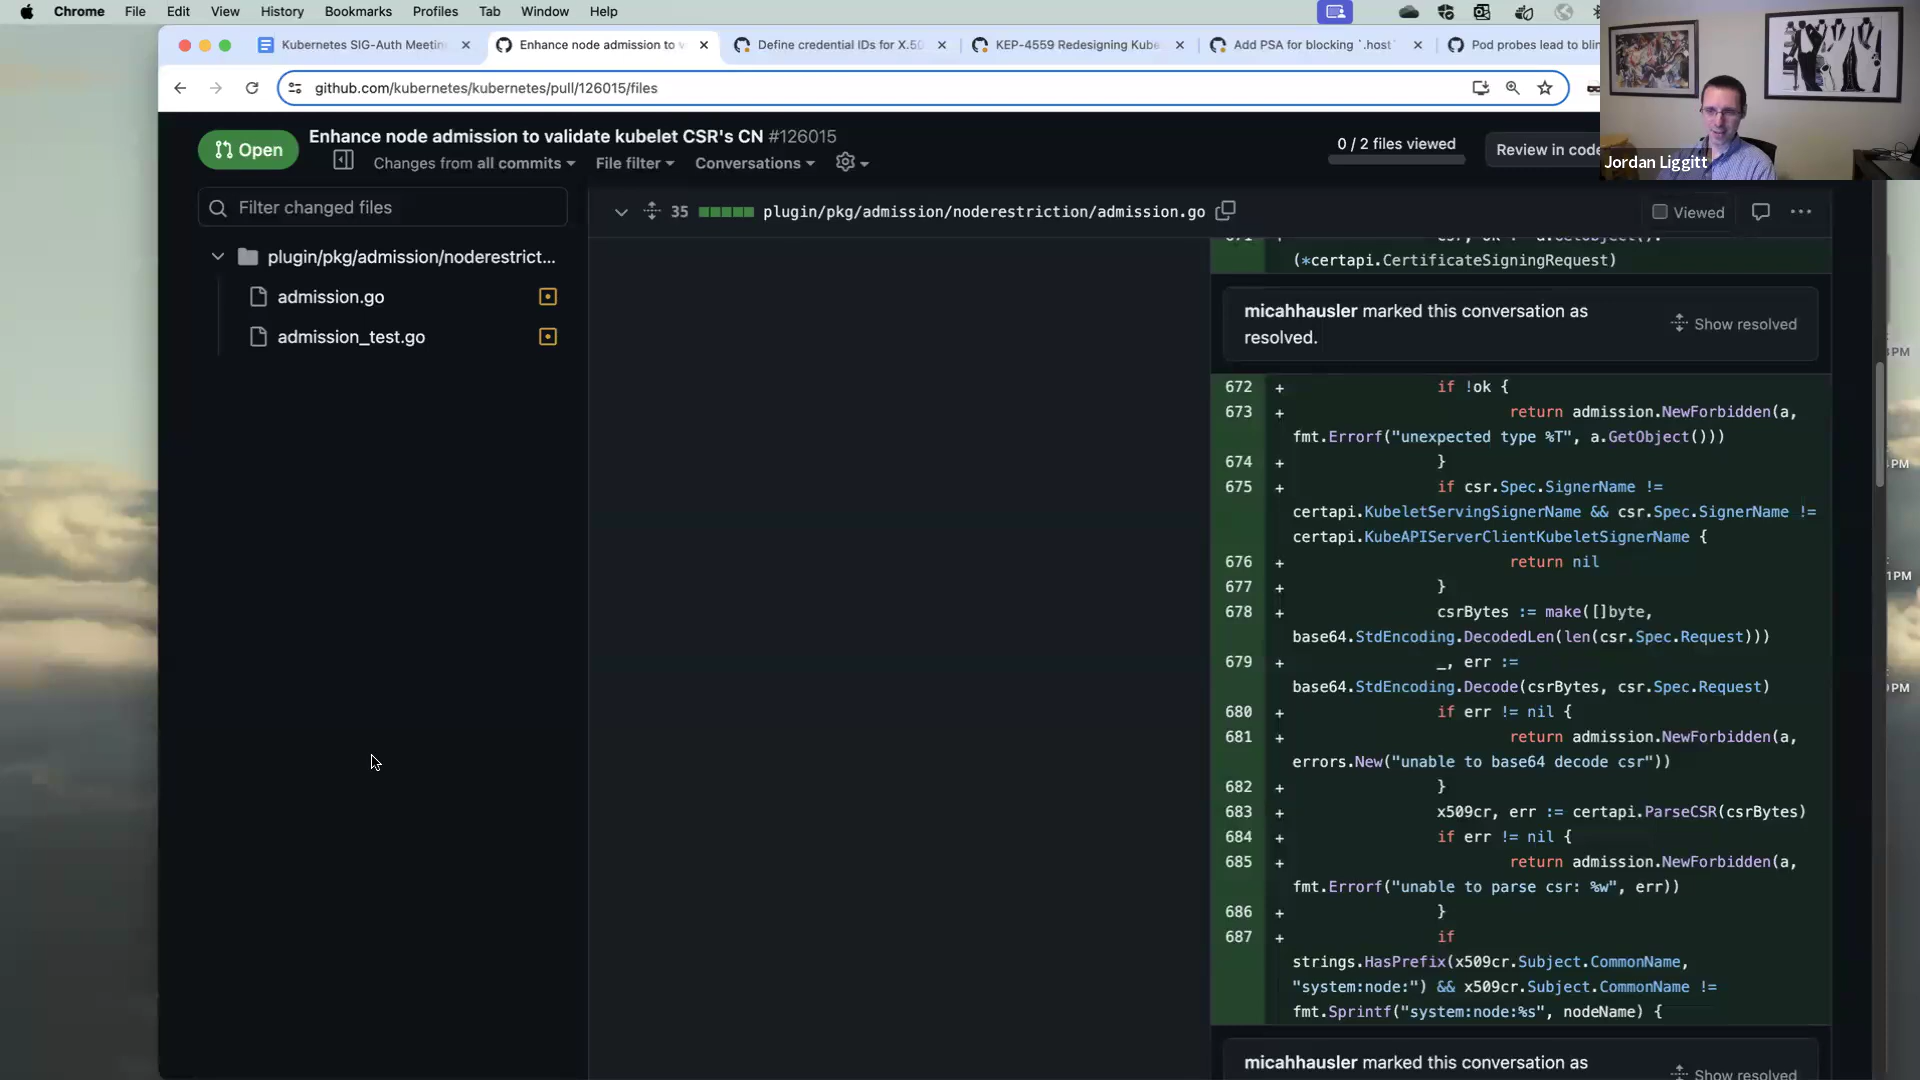 Chrome File Edit View History Bookmarks Profiles Tab Window Help
Kubernetes SIG-Auth Meetin
Enhance node admission to v
Define credential IDs for X.50
KEP-4559 Redesigning Kube
Add PSA for blocking `.host
Pod probes lead to blin
github.com/kubernetes/kubernetes/pull/126015/files
Jordan Liggitt
Open
Enhance node admission to validate kubelet CSR's CN #126015
Changes from all commits File filter Conversations
0 / 2 files viewed
Review in code
Filter changed files
plugin/pkg/admission/noderestrict...
admission.go
admission_test.go
35 plugin/pkg/admission/noderestriction/admission.go
Viewed
(*certapi.CertificateSigningRequest)
micahhausler marked this conversation as
resolved.
Show resolved
672 + if !ok {
673 + return admission.NewForbidden(a,
fmt.Errorf("unexpected type %T", a.GetObject()))
674 + }
675 + if csr.Spec.SignerName !=
certapi.KubeletServingSignerName && csr.Spec.SignerName !=
certapi.KubeAPIServerClientKubeletSignerName {
676 + return nil
677 + }
678 + csrBytes := make([]byte,
base64.StdEncoding.DecodedLen(len(csr.Spec.Request)))
679 + _, err :=
base64.StdEncoding.Decode(csrBytes, csr.Spec.Request)
680 + if err != nil {
681 + return admission.NewForbidden(a,
errors.New("unable to base64 decode csr"))
682 + }
683 + x509cr, err := certapi.ParseCSR(csrBytes)
684 + if err != nil {
685 + return admission.NewForbidden(a,
fmt.Errorf("unable to parse csr: %w", err))
686 + }
687 + if
strings.HasPrefix(x509cr.Subject.CommonName,
"system:node:") && x509cr.Subject.CommonName !=
fmt.Sprintf("system:node:%s", nodeName) {
micahhausler marked this conversation as
Show resolved